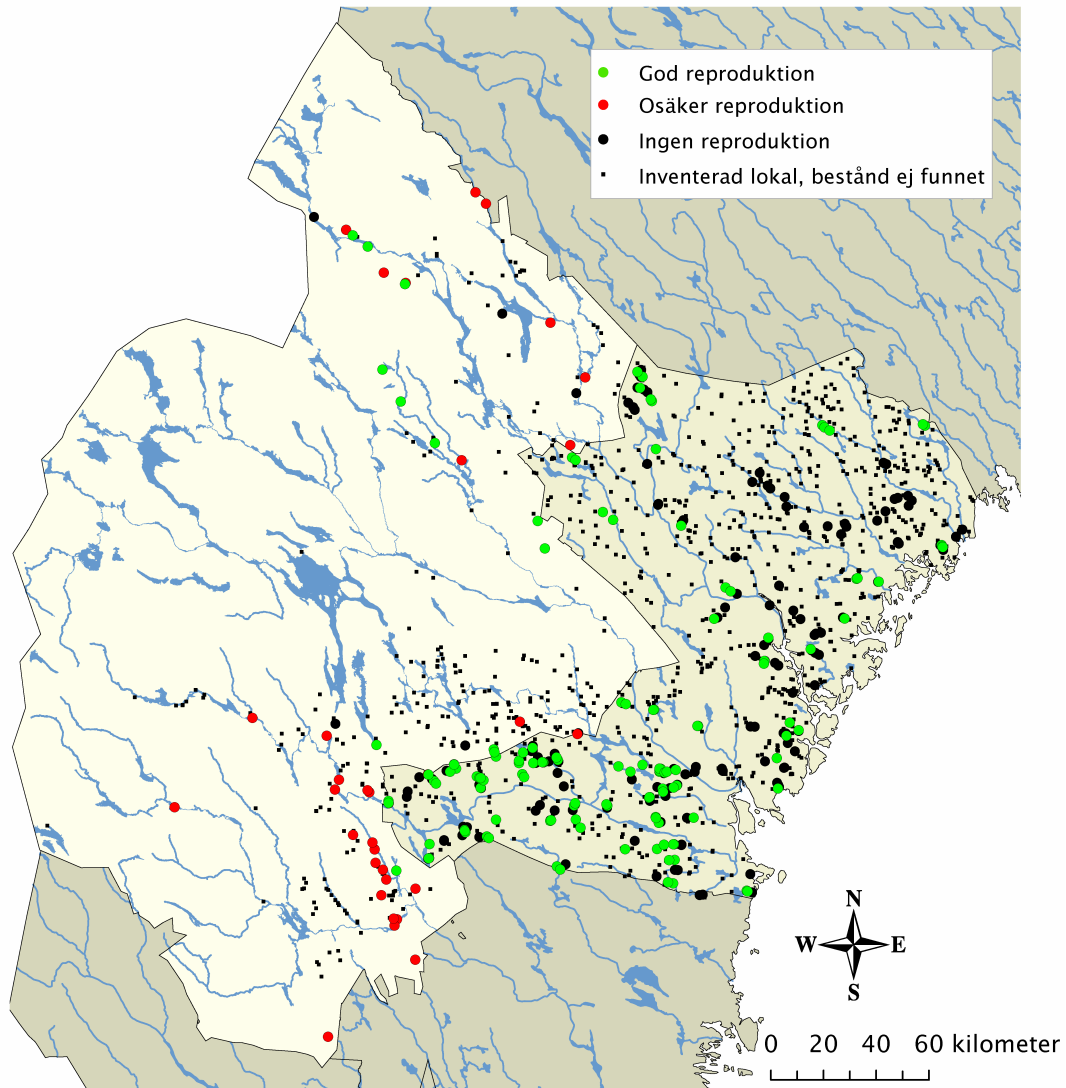 God reproduktion
Osäker reproduktion
Ingen reproduktion
Inventerad lokal, bestånd ej funnet
N
W E
S
0 20 40 60 kilometer